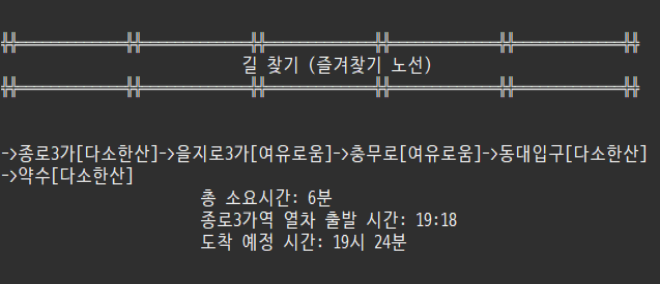 길 찾기 (즐겨찾기 노선)
->종로3가[다소한산]->을지로3가[여유로움]->충무로[여유로움]->동대입구[다소한산]
->약수[다소한산]
총 소요시간: 6분
종로3가역 열차 출발 시간: 19:18
도착 예정 시간: 19시 24분